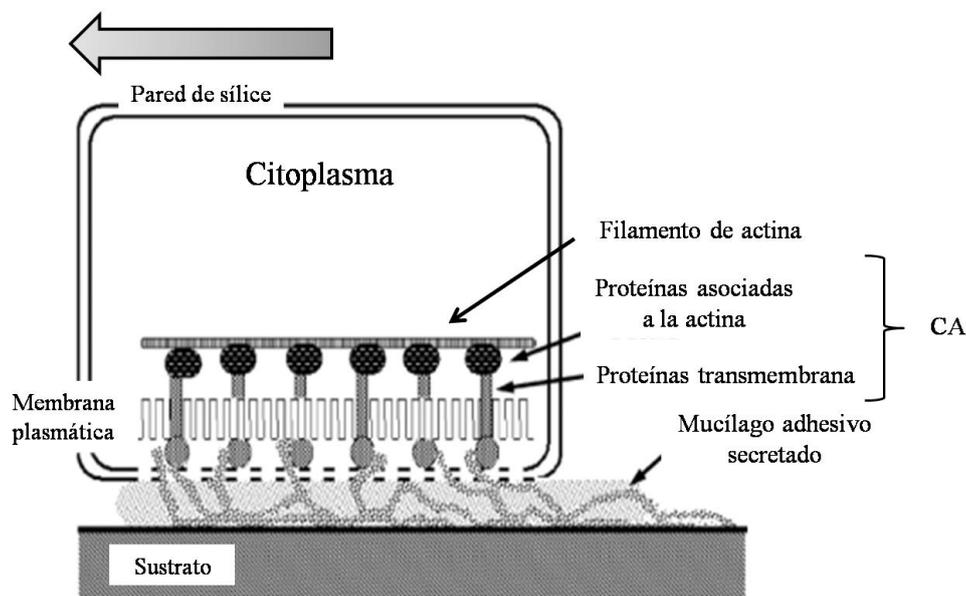 Pared de sílice
Citoplasma
Filamento de actina
Proteínas asociadas
a la actina
CA
Proteínas transmembrana
Membrana
plasmática
Mucílago adhesivo
secretado
Sustrato